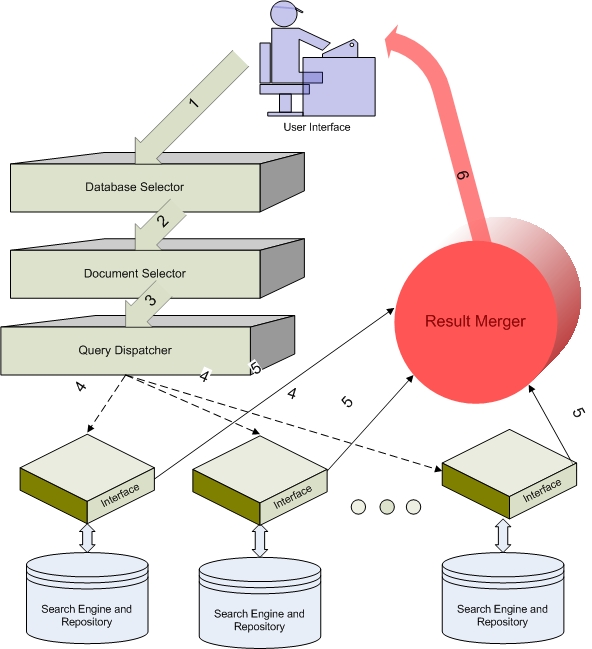 User Interface
1
Database Selector
2
Document Selector
3
Query Dispatcher
6
Result Merger
4
4
5
4
5
5
Interface
Interface
Interface
Search Engine and
Repository
Search Engine and
Repository
Search Engine and
Repository